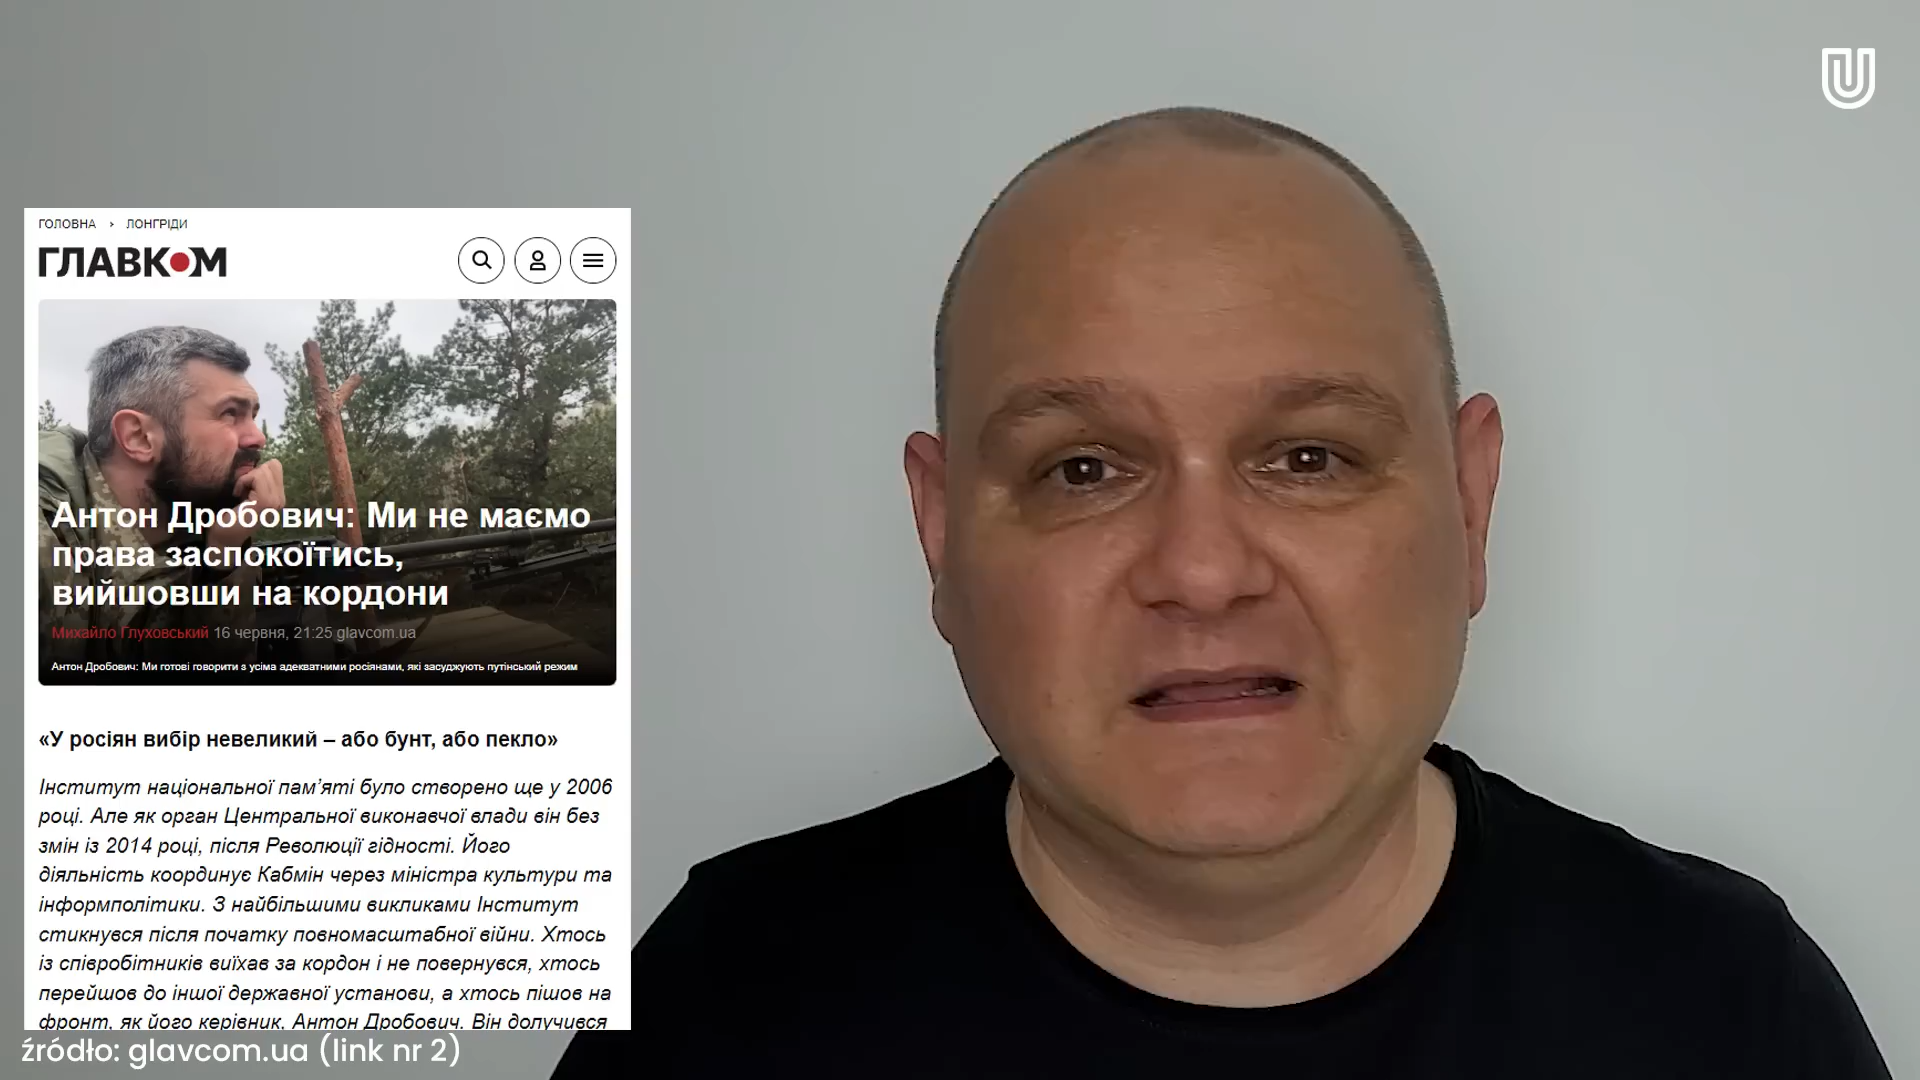 ГОЛОВНА › ЛОНГРІДИ
ГЛАВКОМ
Антон Дробович: Ми не маємо
права заспокоїтись,
вийшовши на кордони
Михайло Глуховський 16 червня, 21:25 glavcom.ua
Антон Дробович: Ми готові говорити з усіма адекватними росіянами, які засуджують путінський режим
«У росіян вибір невеликий – або бунт, або пекло»
Інститут національної пам’яті було створено ще у 2006
році. Але як орган Центральної виконавчої влади він без
змін із 2014 році, після Революції гідності. Його
діяльність координує Кабмін через міністра культури та
інформполітики. З найбільшими викликами Інститут
стикнувся після початку повномасштабної війни. Хтось
із співробітників виїхав за кордон і не повернувся, хтось
перейшов до іншої державної установи, а хтось пішов на
фронт, як його керівник, Антон Дробович. Він долучився
źródło: glavcom.ua (link nr 2)